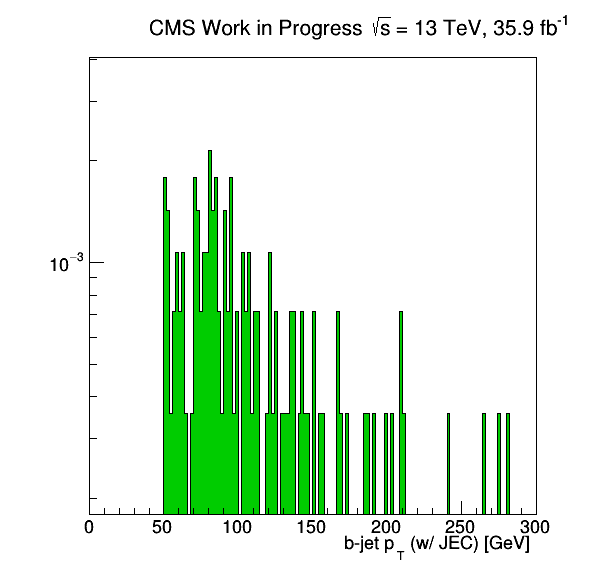 CMS Work in Progress √s = 13 TeV, 35.9 fb⁻¹
10⁻³
0 50 100 150 200 250 300
b-jet p_T (w/ JEC) [GeV]